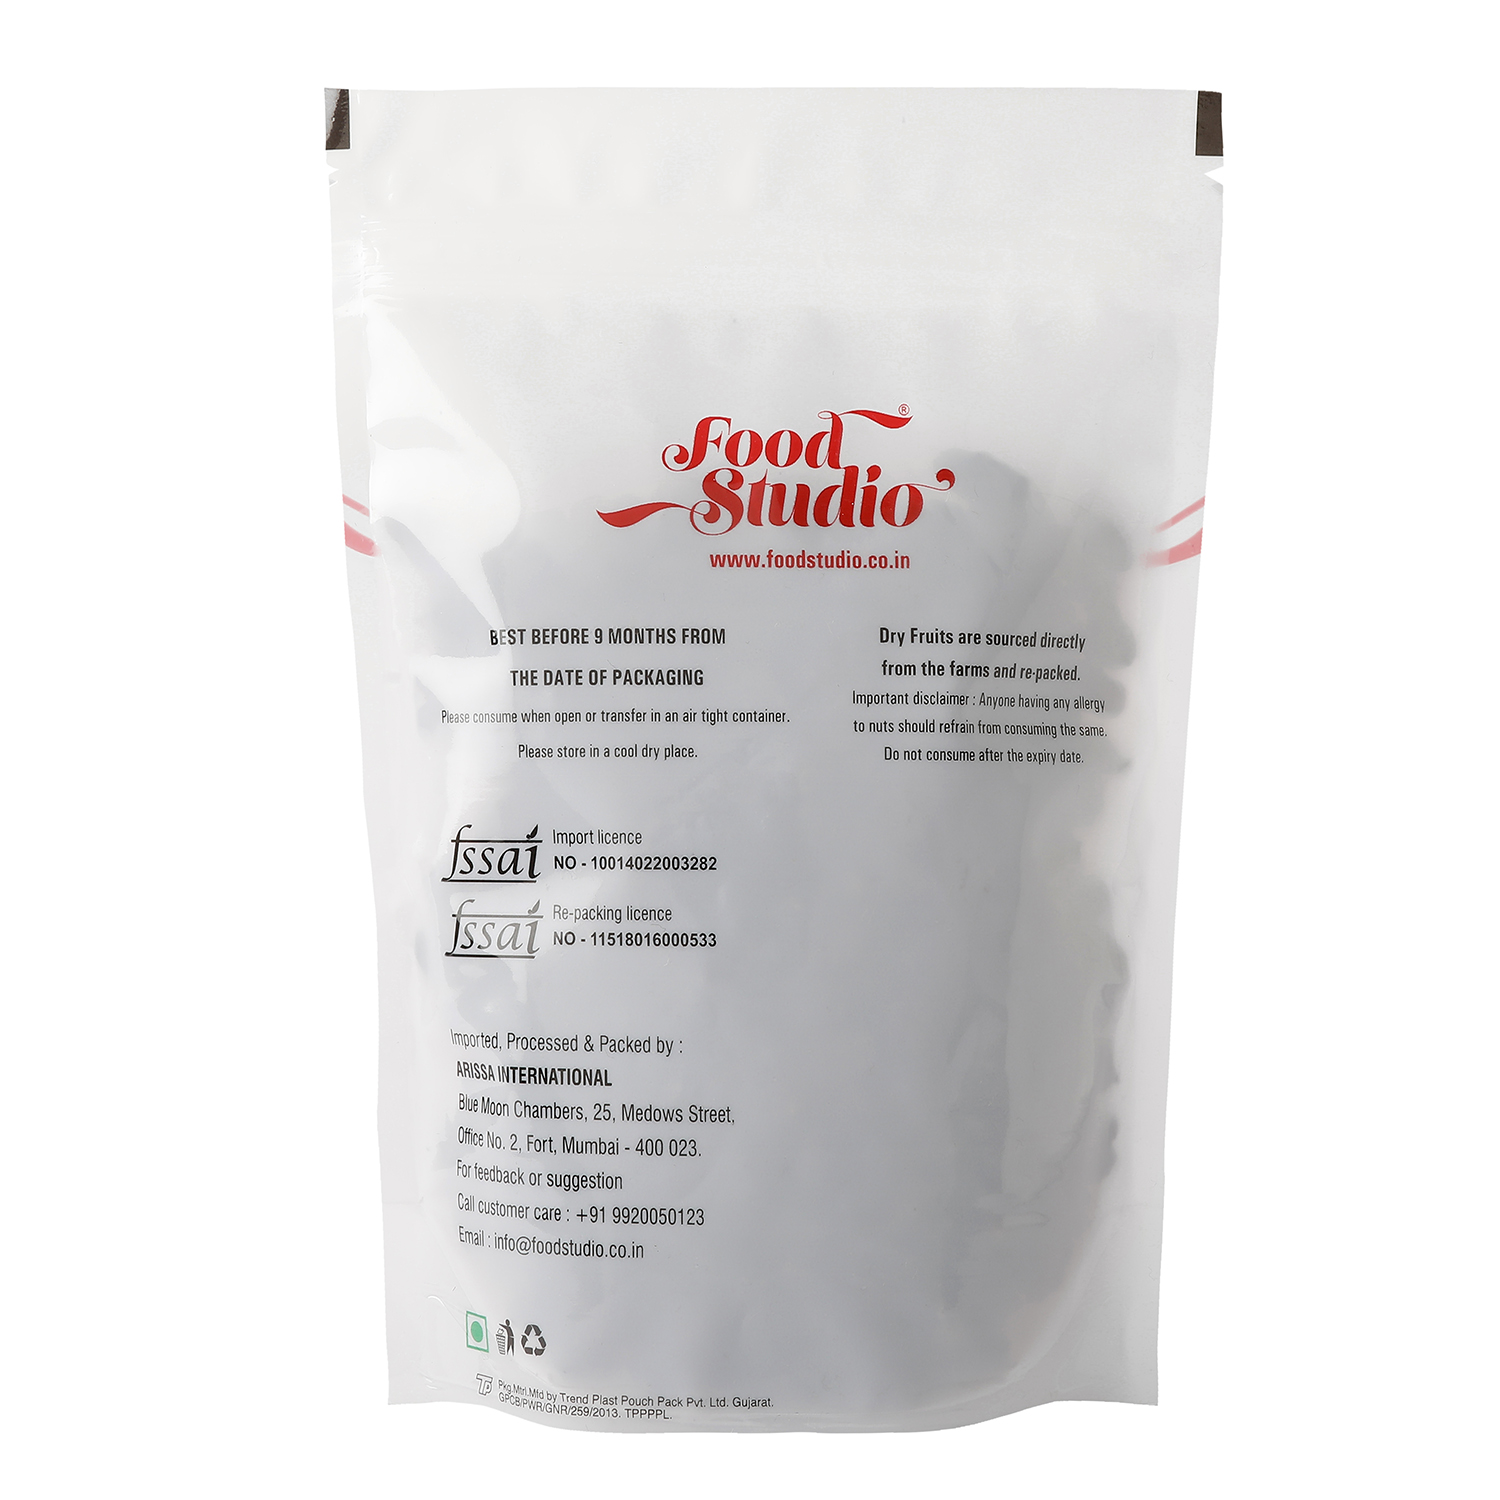 Food®
Studio
www.foodstudio.co.in
BEST BEFORE 9 MONTHS FROM
THE DATE OF PACKAGING
Please consume when open or transfer in an air tight container.
Please store in a cool dry place.
Dry Fruits are sourced directly
from the farms and re-packed.
Important disclaimer : Anyone having any allergy
to nuts should refrain from consuming the same.
Do not consume after the expiry date.
fssai
Import licence
NO - 10014022003282
fssai
Re-packing licence
NO - 11518016000533
Imported, Processed & Packed by :
ARISSA INTERNATIONAL
Blue Moon Chambers, 25, Medows Street,
Office No. 2, Fort, Mumbai - 400 023.
For feedback or suggestion
Call customer care : +91 9920050123
Email : info@foodstudio.co.in
TP
Pkg.Mtrl.Mfd by Trend Plast Pouch Pack Pvt. Ltd. Gujarat.
GPCB/PWR/GNR/259/2013. TPPPPL.